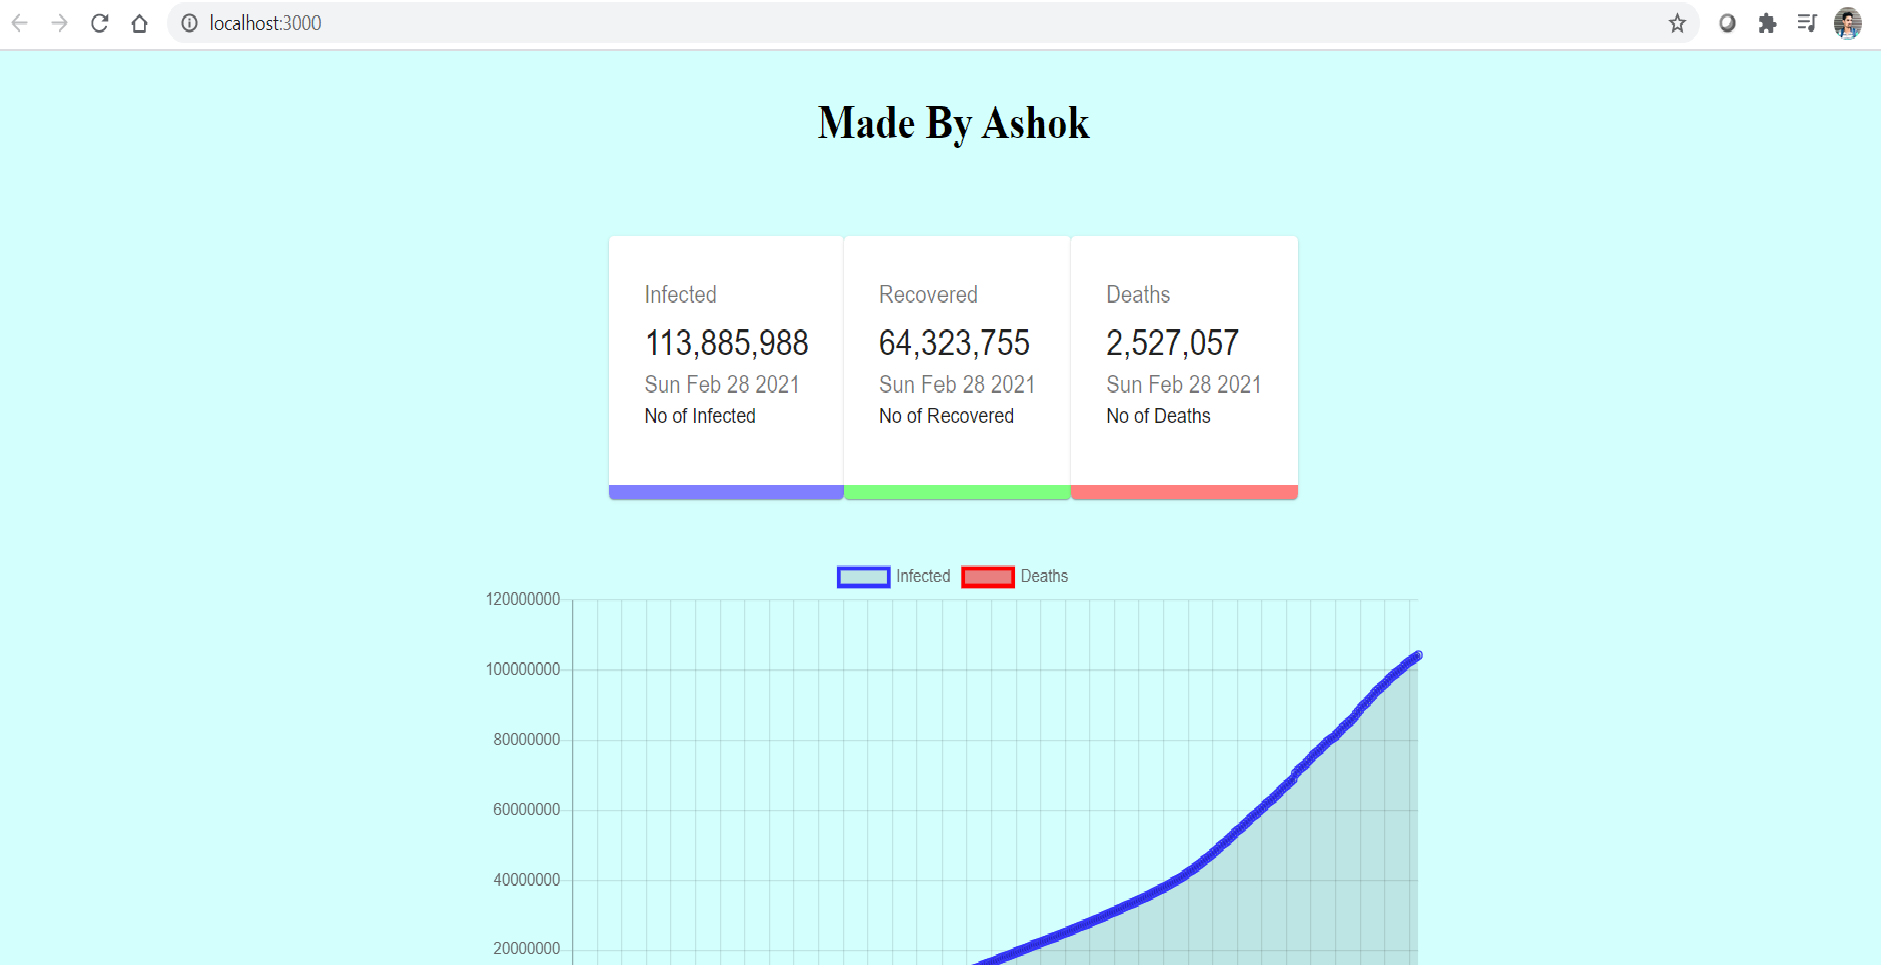 localhost:3000
Made By Ashok
Infected
113,885,988
Sun Feb 28 2021
No of Infected
Recovered
64,323,755
Sun Feb 28 2021
No of Recovered
Deaths
2,527,057
Sun Feb 28 2021
No of Deaths
Infected Deaths
120000000
100000000
80000000
60000000
40000000
20000000